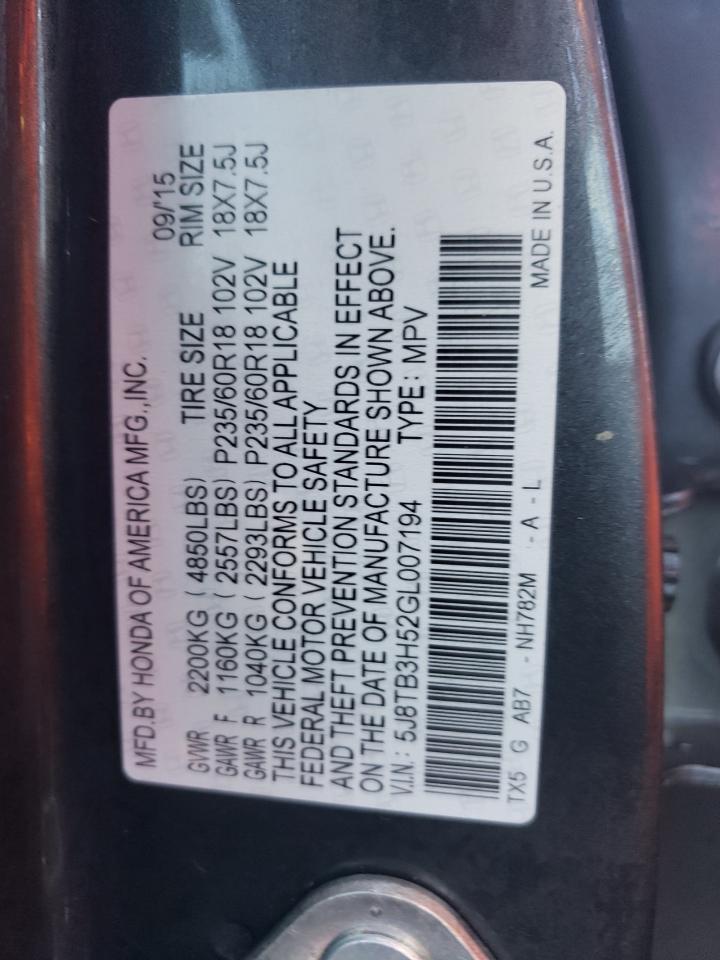 MFD.BY HONDA OF AMERICA MFG.,INC. 09/'15
GVWR 2200KG ( 4850LBS) TIRE SIZE RIM SIZE
GAWR F 1160KG ( 2557LBS) P235/60R18 102V 18X7.5J
GAWR R 1040KG ( 2293LBS) P235/60R18 102V 18X7.5J
THIS VEHICLE CONFORMS TO ALL APPLICABLE
FEDERAL MOTOR VEHICLE SAFETY
AND THEFT PREVENTION STANDARDS IN EFFECT
ON THE DATE OF MANUFACTURE SHOWN ABOVE.
V.I.N.: 5J8TB3H52GL007194 TYPE: MPV
TX5 G AB7 - NH782M - A - L
MADE IN U.S.A.